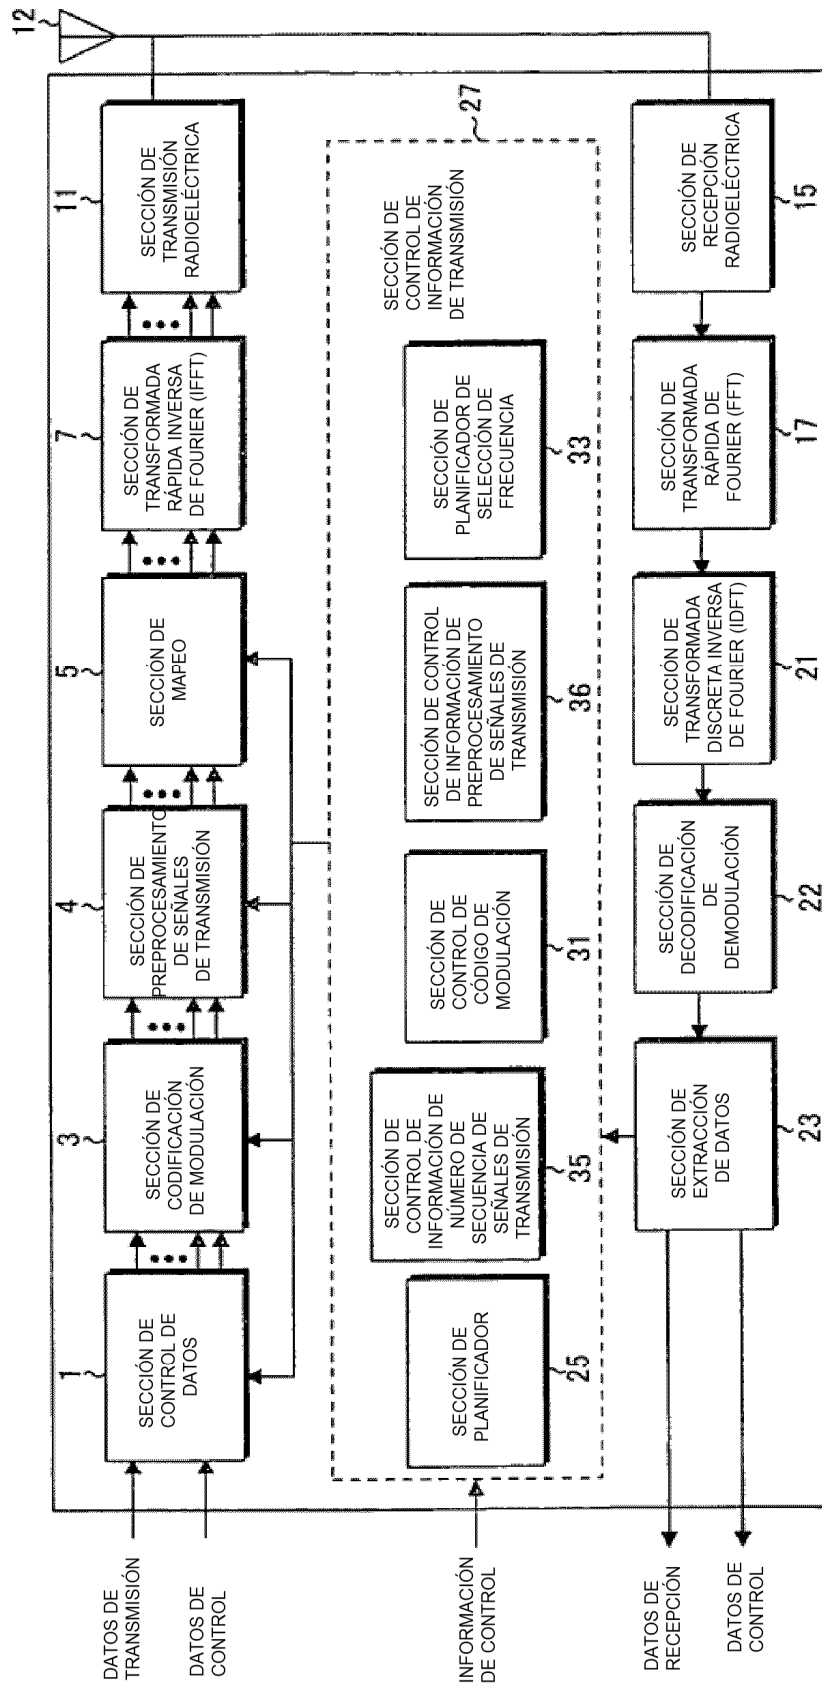 12
11
SECCIÓN DE
TRANSMISIÓN
RADIOELÉCTRICA
7
SECCIÓN DE
TRANSFORMADA
RÁPIDA INVERSA
DE FOURIER (IFFT)
5
SECCIÓN DE
MAPEO
4
SECCIÓN DE
PREPROCESAMIENTO
DE SEÑALES
DE TRANSMISIÓN
3
SECCIÓN DE
CODIFICACIÓN
DE MODULACIÓN
1
SECCIÓN DE
CONTROL DE
DATOS
DATOS DE
TRANSMISIÓN
DATOS DE
CONTROL
27
SECCIÓN DE
CONTROL DE
INFORMACIÓN
DE TRANSMISIÓN
SECCIÓN DE
PLANIFICADOR DE
SELECCIÓN DE
FRECUENCIA
33
SECCIÓN DE CONTROL
DE INFORMACIÓN DE
PREPROCESAMIENTO
DE SEÑALES DE
TRANSMISIÓN
36
SECCIÓN DE
CONTROL DE
CÓDIGO DE
MODULACIÓN
31
SECCIÓN DE
CONTROL DE
INFORMACIÓN DE
NÚMERO DE
SECUENCIA DE
SEÑALES DE
TRANSMISIÓN
35
SECCIÓN DE
PLANIFICADOR
25
INFORMACIÓN
DE CONTROL
SECCIÓN DE
RECEPCIÓN
RADIOELÉCTRICA
15
SECCIÓN DE
TRANSFORMADA
RÁPIDA DE
FOURIER (FFT)
17
SECCIÓN DE
TRANSFORMADA
DISCRETA INVERSA
DE FOURIER (IDFT)
21
SECCIÓN DE
DECODIFICACIÓN
DE
DEMODULACIÓN
22
SECCIÓN DE
EXTRACCIÓN
DE DATOS
23
DATOS DE
RECEPCIÓN
DATOS DE
CONTROL